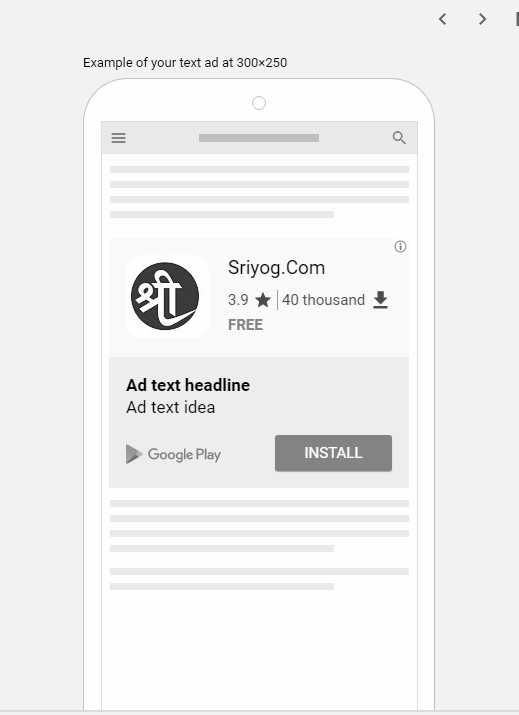 Example of your text ad at 300×250
Sriyog.Com
श्री
3.9 ★ | 40 thousand
FREE
Ad text headline
Ad text idea
Google Play
INSTALL